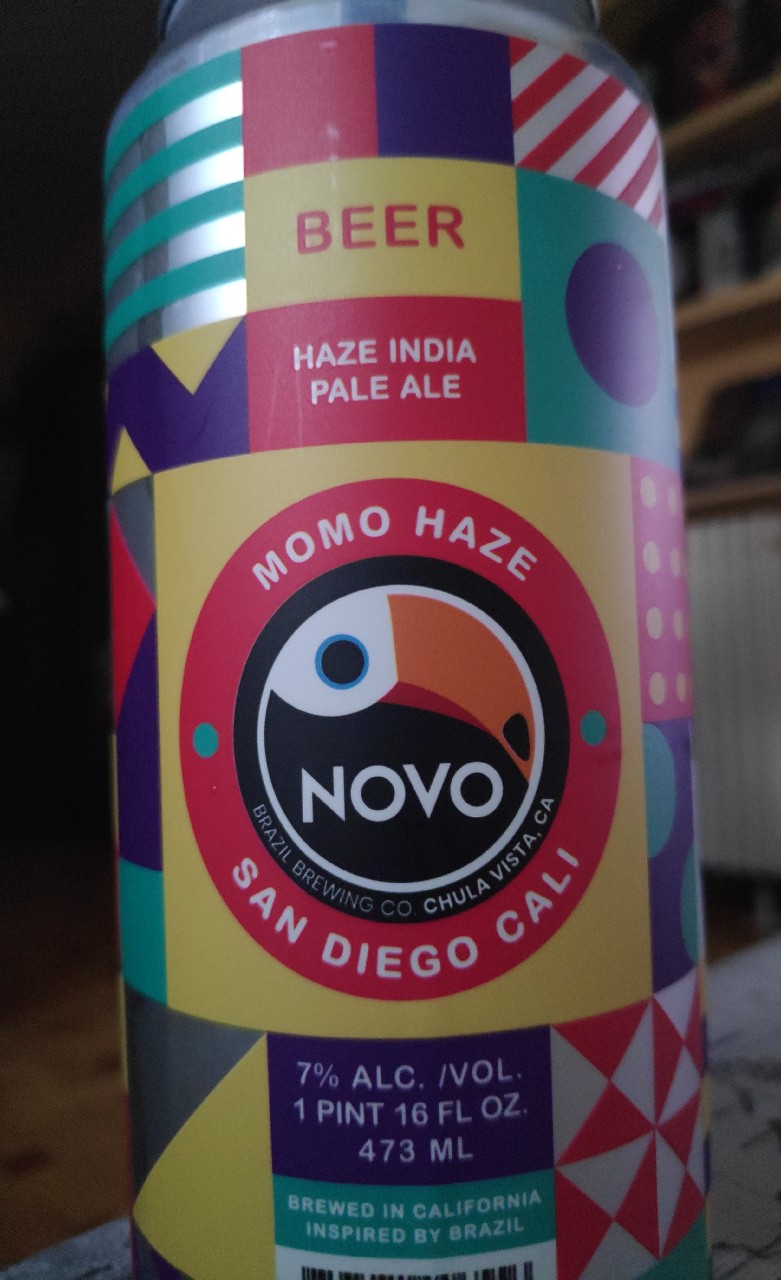 BEER
HAZE INDIA
PALE ALE
MOMO HAZE
NOVO
BRAZIL BREWING CO. CHULA VISTA, CA
SAN DIEGO CALI
7% ALC. /VOL.
1 PINT 16 FL OZ.
473 ML
BREWED IN CALIFORNIA
INSPIRED BY BRAZIL